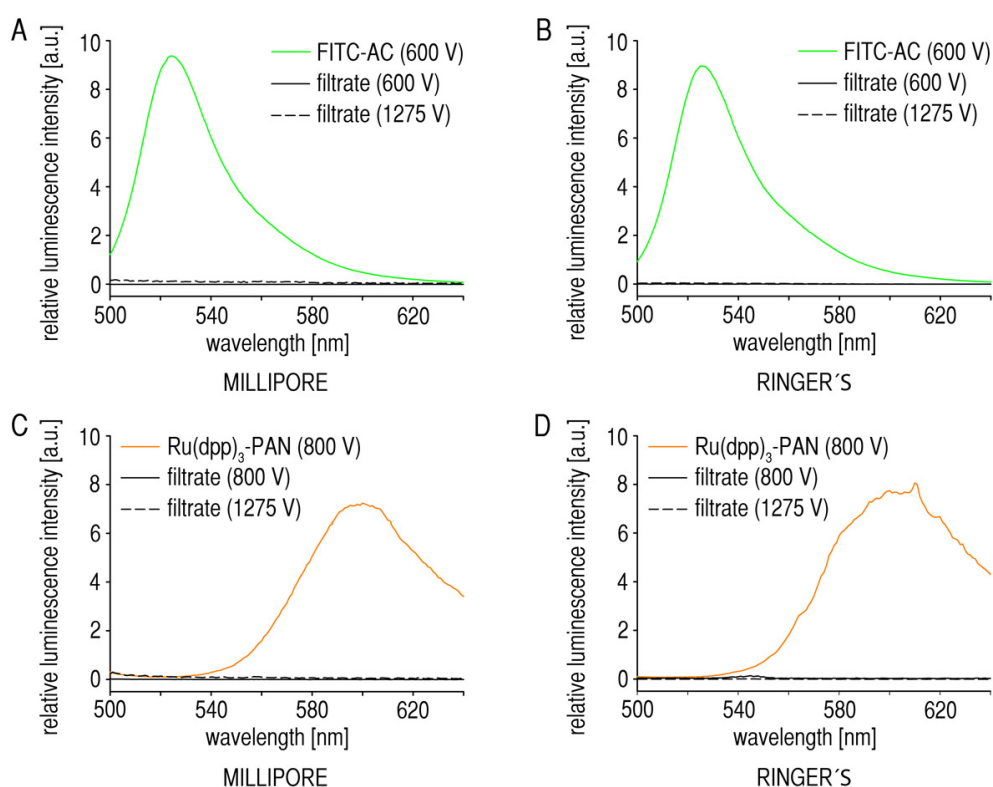 A
relative luminescence intensity [a.u.]
10
8
6
4
2
0
FITC-AC (600 V)
filtrate (600 V)
filtrate (1275 V)
500
540
580
620
wavelength [nm]
MILLIPORE
B
relative luminescence intensity [a.u.]
10
8
6
4
2
0
FITC-AC (600 V)
filtrate (600 V)
filtrate (1275 V)
500
540
580
620
wavelength [nm]
RINGER´S
C
relative luminescence intensity [a.u.]
10
8
6
4
2
0
Ru(dpp)₃-PAN (800 V)
filtrate (800 V)
filtrate (1275 V)
500
540
580
620
wavelength [nm]
MILLIPORE
D
relative luminescence intensity [a.u.]
10
8
6
4
2
0
Ru(dpp)₃-PAN (800 V)
filtrate (800 V)
filtrate (1275 V)
500
540
580
620
wavelength [nm]
RINGER´S